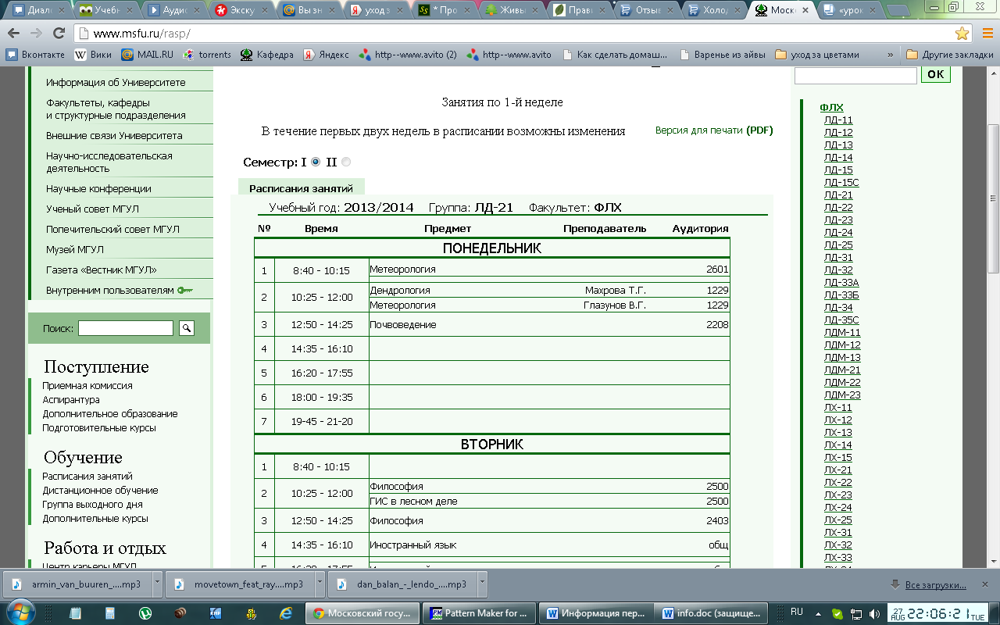 Диало
Учебн
Аудис
Экску
Вы зн
уход з
* Про
Живы
Прави
Отзыв
Холод
Моск
«урок
www.msfu.ru/rasp/
Вконтакте
Вики
MAIL.RU
torrents
Кафедра
Яндекс
http--www.avito (2)
http--www.avito
Как сделать домаш...
Варенье из айвы
уход за цветами
»
Другие закладки
Информация об Университете
Факультеты, кафедры
и структурные подразделения
Внешние связи Университета
Научно-исследовательская
деятельность
Научные конференции
Ученый совет МГУЛ
Попечительский совет МГУЛ
Музей МГУЛ
Газета «Вестник МГУЛ»
Внутренним пользователям
Поиск:
Поступление
Приемная комиссия
Аспирантура
Дополнительное образование
Подготовительные курсы
Обучение
Расписания занятий
Дистанционное обучение
Группа выходного дня
Дополнительные курсы
Работа и отдых
Центр карьеры МГУЛ
Занятия по 1-й неделе
В течение первых двух недель в расписании возможны изменения
Версия для печати (PDF)
Семестр: I II
Расписания занятий
Учебный год: 2013/2014 Группа: ЛД-21 Факультет: ФЛХ
№ Время Предмет Преподаватель Аудитория
ПОНЕДЕЛЬНИК
1 8:40 - 10:15 Метеорология 2601
2 10:25 - 12:00 Дендрология Махрова Т.Г. 1229
Метеорология Глазунов В.Г. 1229
3 12:50 - 14:25 Почвоведение 2208
4 14:35 - 16:10
5 16:20 - 17:55
6 18:00 - 19:35
7 19-45 - 21-20
ВТОРНИК
1 8:40 - 10:15
2 10:25 - 12:00 Философия 2500
ГИС в лесном деле 2500
3 12:50 - 14:25 Философия 2403
4 14:35 - 16:10 Иностранный язык общ
OK
ФЛХ
ЛД-11
ЛД-12
ЛД-13
ЛД-14
ЛД-15
ЛД-15С
ЛД-21
ЛД-22
ЛД-23
ЛД-24
ЛД-25
ЛД-31
ЛД-32
ЛД-33А
ЛД-33Б
ЛД-34
ЛД-35С
ЛДМ-11
ЛДМ-12
ЛДМ-13
ЛДМ-21
ЛДМ-22
ЛДМ-23
ЛХ-11
ЛХ-12
ЛХ-13
ЛХ-14
ЛХ-15
ЛХ-21
ЛХ-22
ЛХ-23
ЛХ-24
ЛХ-25
ЛХ-31
ЛХ-32
ЛХ-33
armin_van_buuren_....mp3
movetown_feat_ray....mp3
dan_balan_-_lendo_....mp3
Все загрузки...
Московский госу...
Pattern Maker for ...
Информация пер...
info.doc (защище...
RU
27 AUG 22:06:21 TUE